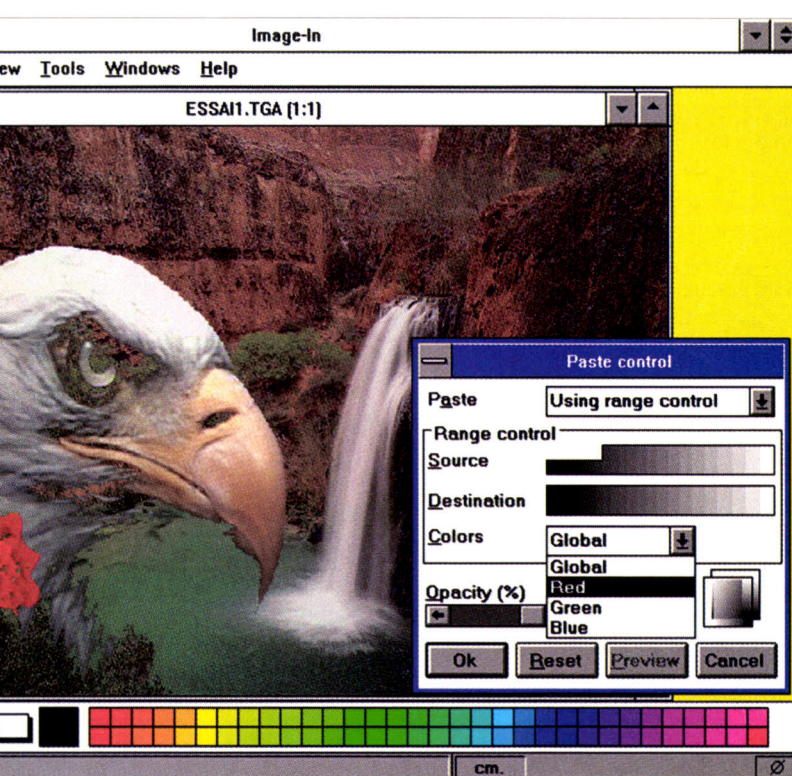 Image-In
ew Tools Windows Help
ESSAI1.TGA (1:1)
Paste control
Paste Using range control
Range control
Source
Destination
Colors Global
Global
Red
Opacity (%)
Green
Blue
Ok Reset Preview Cancel
cm.